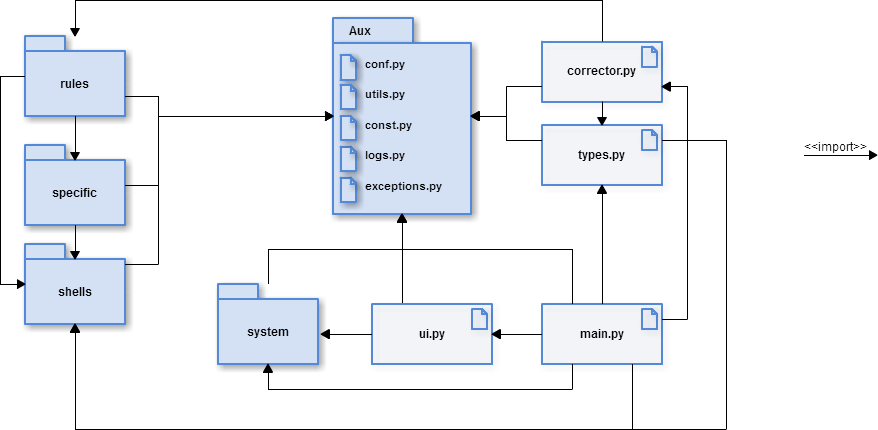 Aux
conf.py
utils.py
const.py
logs.py
exceptions.py
rules
specific
shells
corrector.py
types.py
<<import>>
system
ui.py
main.py